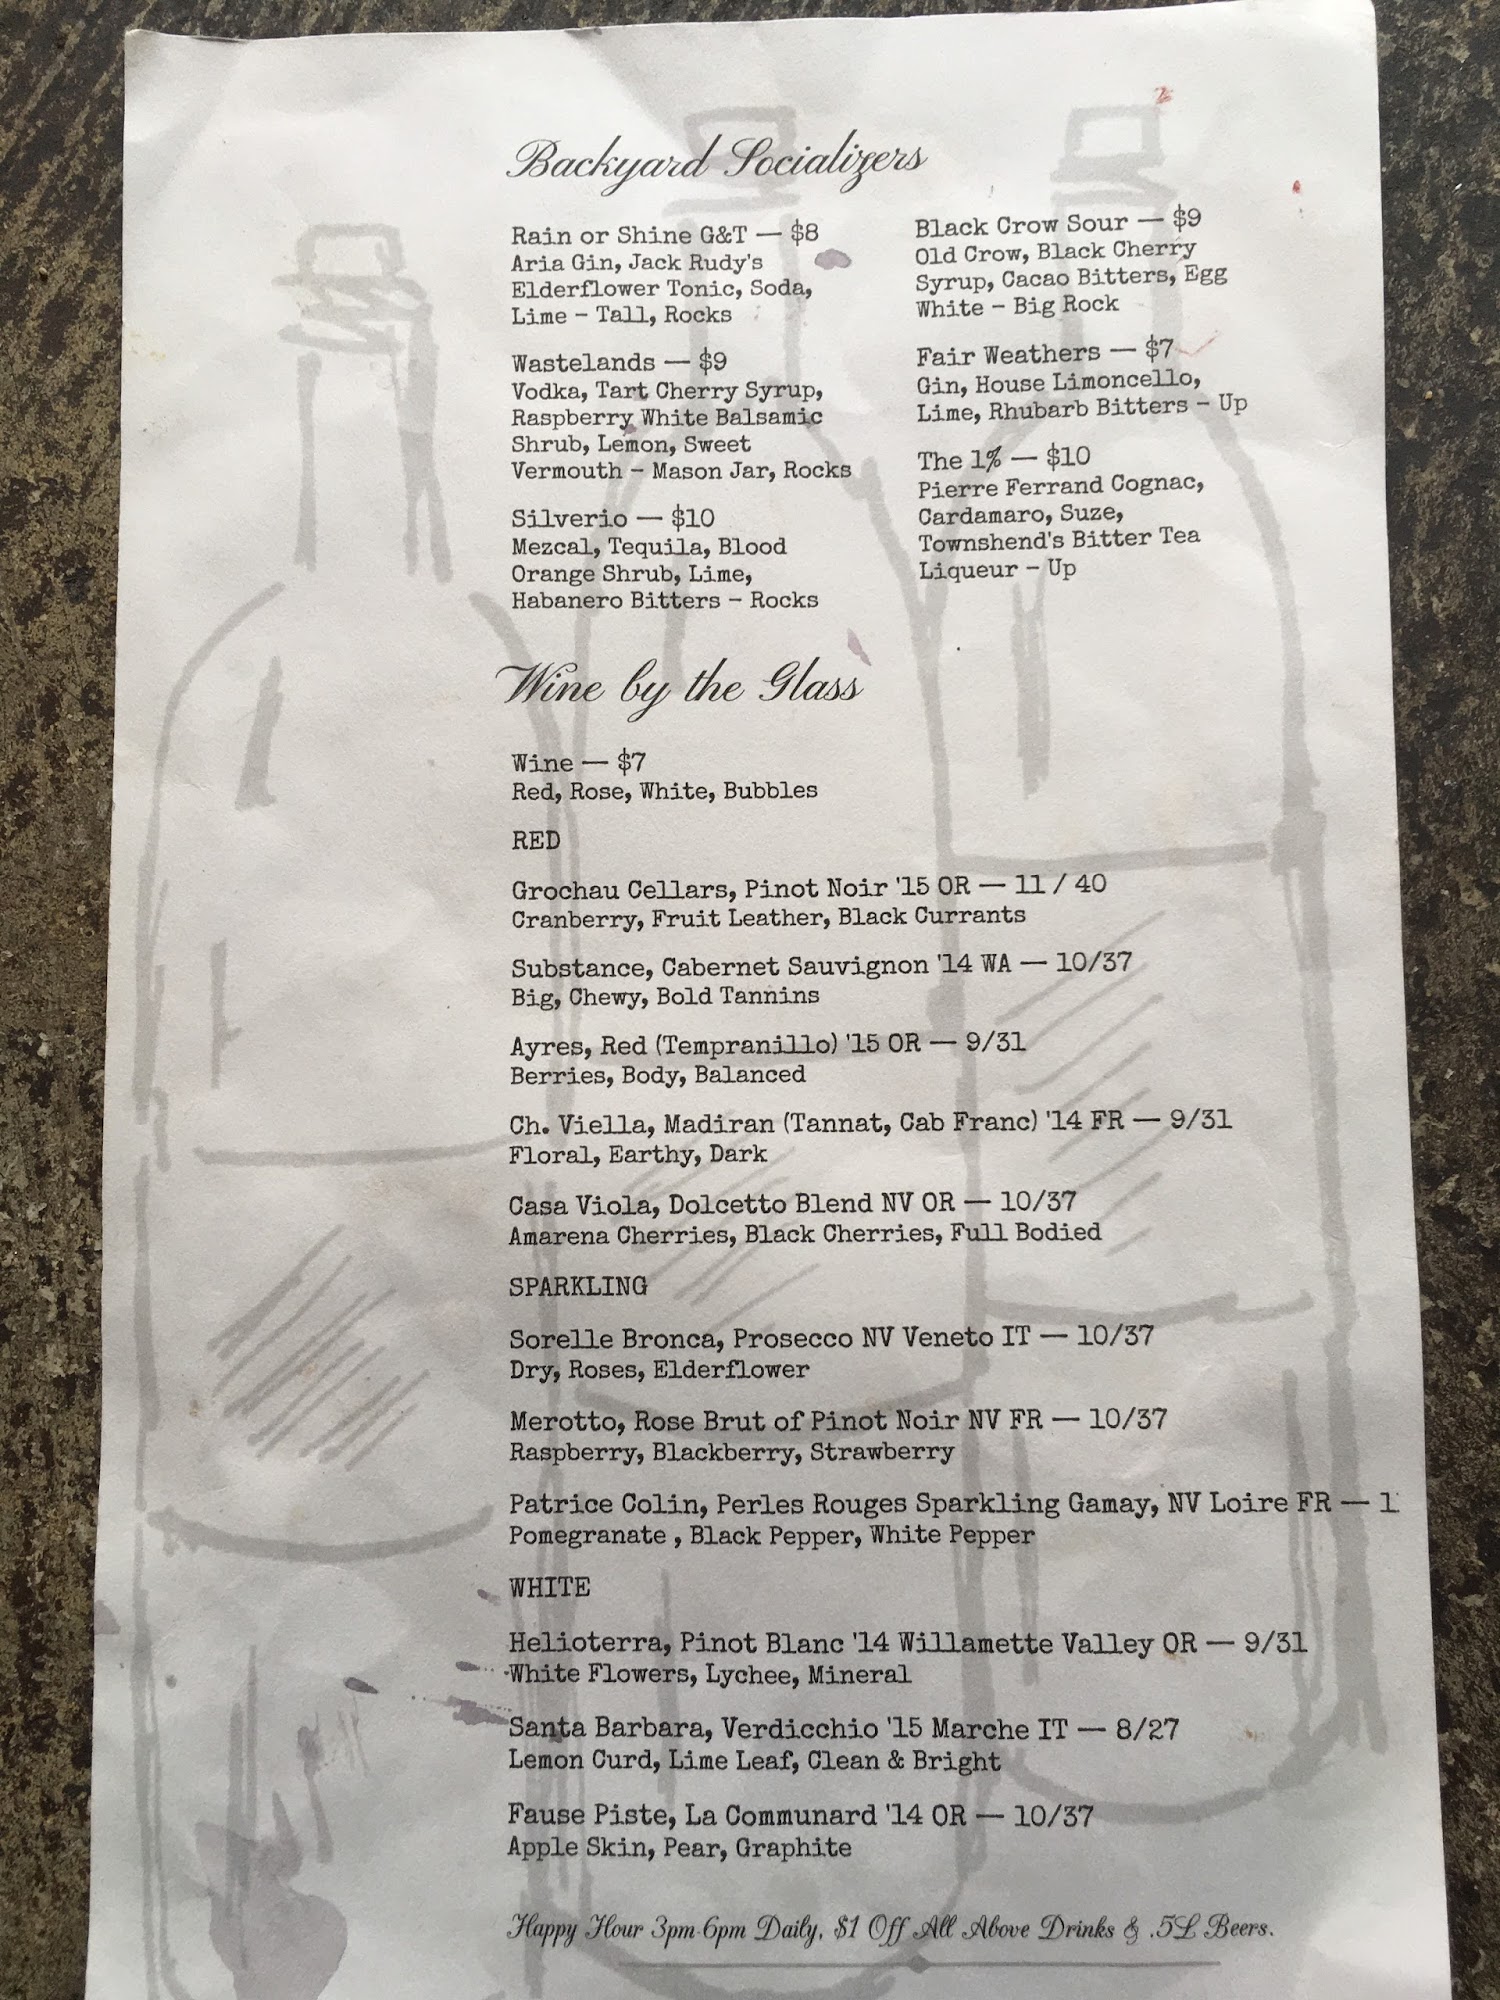 Backyard Socializers
Rain or Shine G&T — $8
Aria Gin, Jack Rudy's
Elderflower Tonic, Soda,
Lime – Tall, Rocks
Wastelands — $9
Vodka, Tart Cherry Syrup,
Raspberry White Balsamic
Shrub, Lemon, Sweet
Vermouth – Mason Jar, Rocks
Silverio — $10
Mezcal, Tequila, Blood
Orange Shrub, Lime,
Habanero Bitters – Rocks
Black Crow Sour — $9
Old Crow, Black Cherry
Syrup, Cacao Bitters, Egg
White – Big Rock
Fair Weathers — $7
Gin, House Limoncello,
Lime, Rhubarb Bitters – Up
The 1% — $10
Pierre Ferrand Cognac,
Cardamaro, Suze,
Townshend's Bitter Tea
Liqueur – Up
Wine by the Glass
Wine — $7
Red, Rose, White, Bubbles
RED
Grochau Cellars, Pinot Noir '15 OR — 11 / 40
Cranberry, Fruit Leather, Black Currants
Substance, Cabernet Sauvignon '14 WA — 10/37
Big, Chewy, Bold Tannins
Ayres, Red (Tempranillo) '15 OR — 9/31
Berries, Body, Balanced
Ch. Viella, Madiran (Tannat, Cab Franc) '14 FR — 9/31
Floral, Earthy, Dark
Casa Viola, Dolcetto Blend NV OR — 10/37
Amarena Cherries, Black Cherries, Full Bodied
SPARKLING
Sorelle Bronca, Prosecco NV Veneto IT — 10/37
Dry, Roses, Elderflower
Merotto, Rose Brut of Pinot Noir NV FR — 10/37
Raspberry, Blackberry, Strawberry
Patrice Colin, Perles Rouges Sparkling Gamay, NV Loire FR — 1
Pomegranate , Black Pepper, White Pepper
WHITE
Helioterra, Pinot Blanc '14 Willamette Valley OR — 9/31
White Flowers, Lychee, Mineral
Santa Barbara, Verdicchio '15 Marche IT — 8/27
Lemon Curd, Lime Leaf, Clean & Bright
Fause Piste, La Communard '14 OR — 10/37
Apple Skin, Pear, Graphite
Happy Hour 3pm-6pm Daily, $1 Off All Above Drinks & .5L Beers.